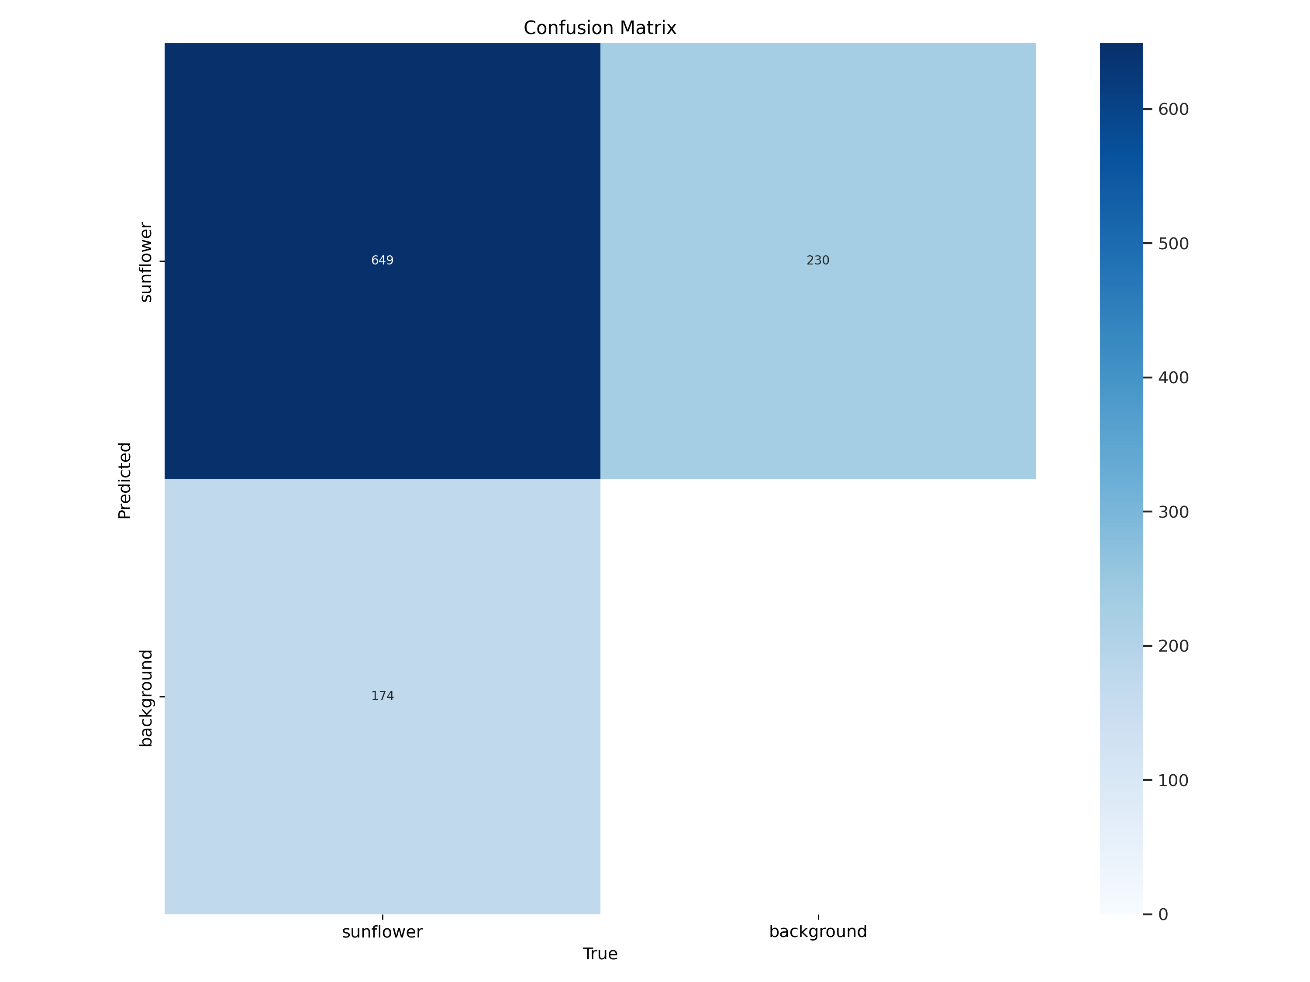 Confusion Matrix
sunflower
649
230
600
500
400
300
200
100
0
Predicted
background
174
sunflower
background
True